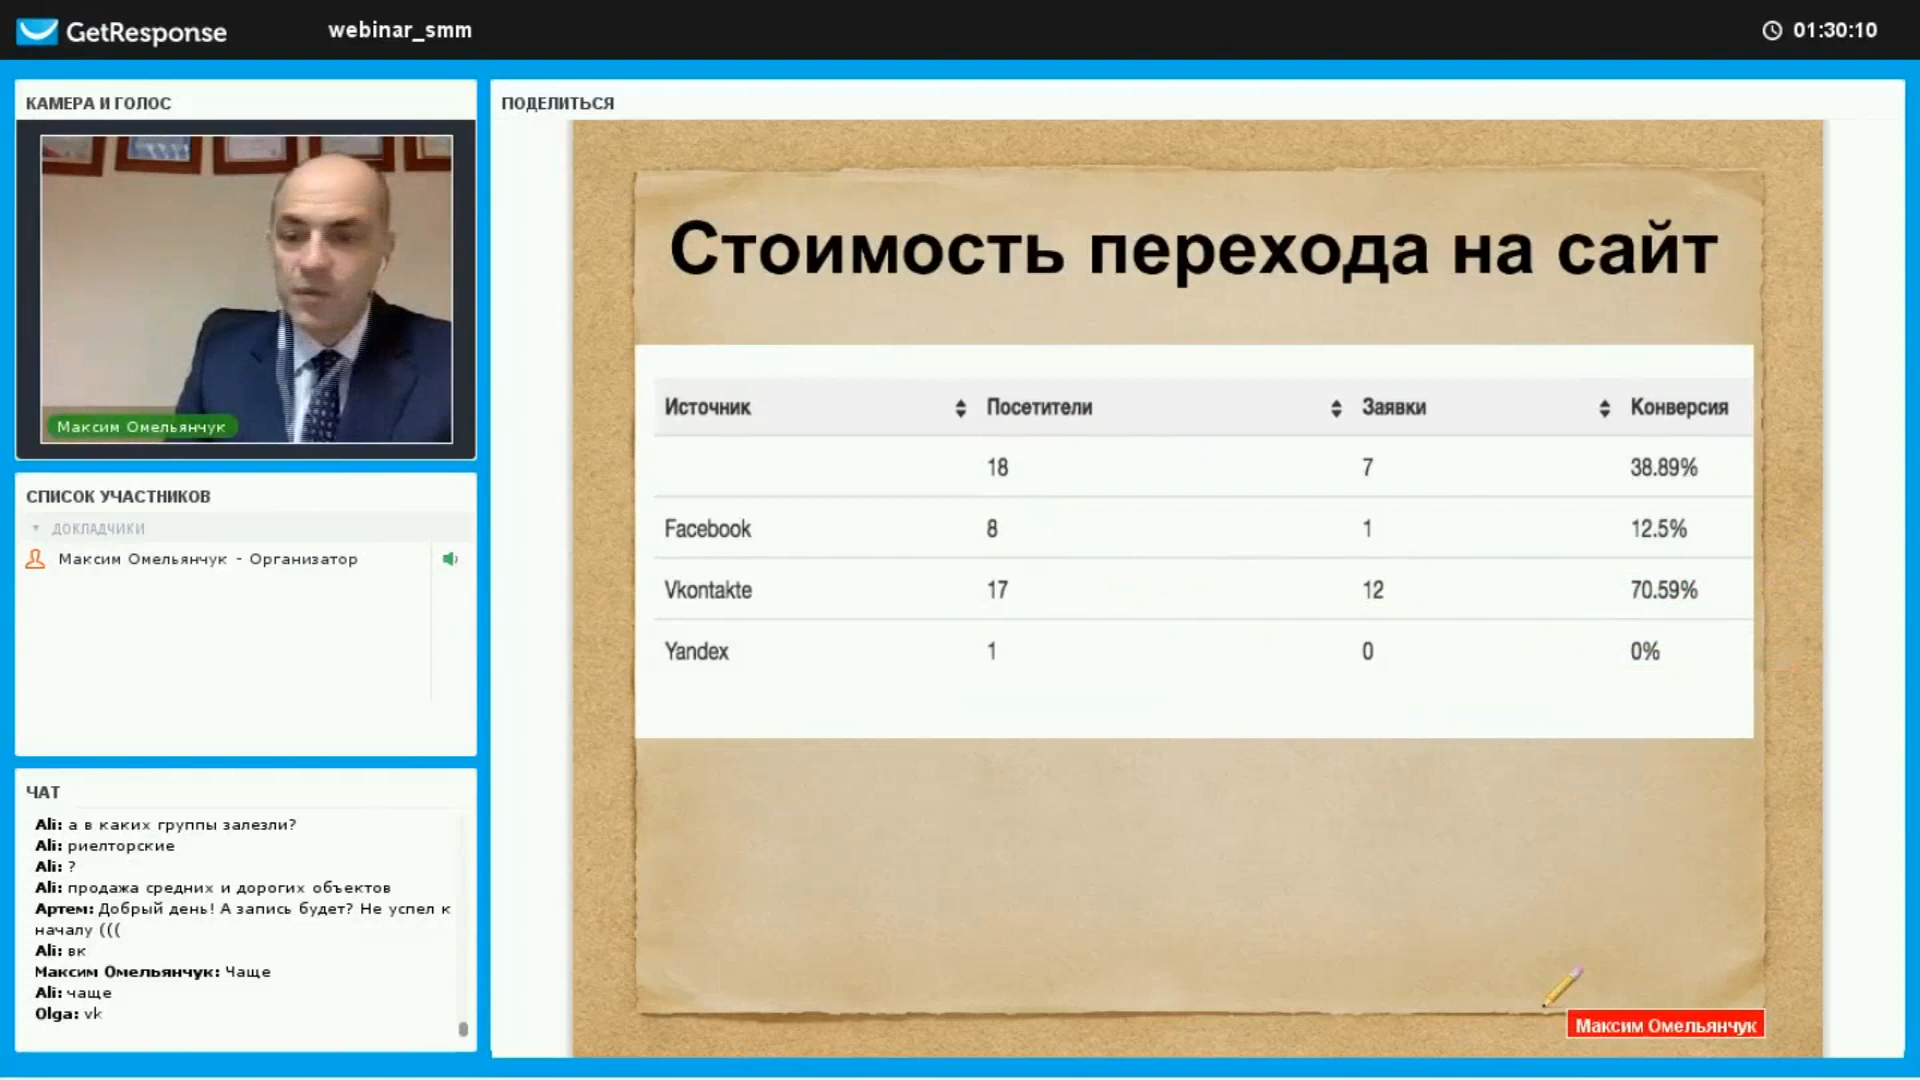 GetResponse
webinar_smm
01:30:10
КАМЕРА И ГОЛОС
Максим Омельянчук
СПИСОК УЧАСТНИКОВ
ДОКЛАДЧИКИ
Максим Омельянчук - Организатор
ЧАТ
Ali: а в каких группы залезли?
Ali: риелторские
Ali: ?
Ali: продажа средних и дорогих объектов
Артем: Добрый день! А запись будет? Не успел к
началу (((
Ali: вк
Максим Омельянчук: Чаще
Ali: чаще
Olga: vk
ПОДЕЛИТЬСЯ
Стоимость перехода на сайт
Источник Посетители Заявки Конверсия
18 7 38.89%
Facebook 8 1 12.5%
Vkontakte 17 12 70.59%
Yandex 1 0 0%
Максим Омельянчук